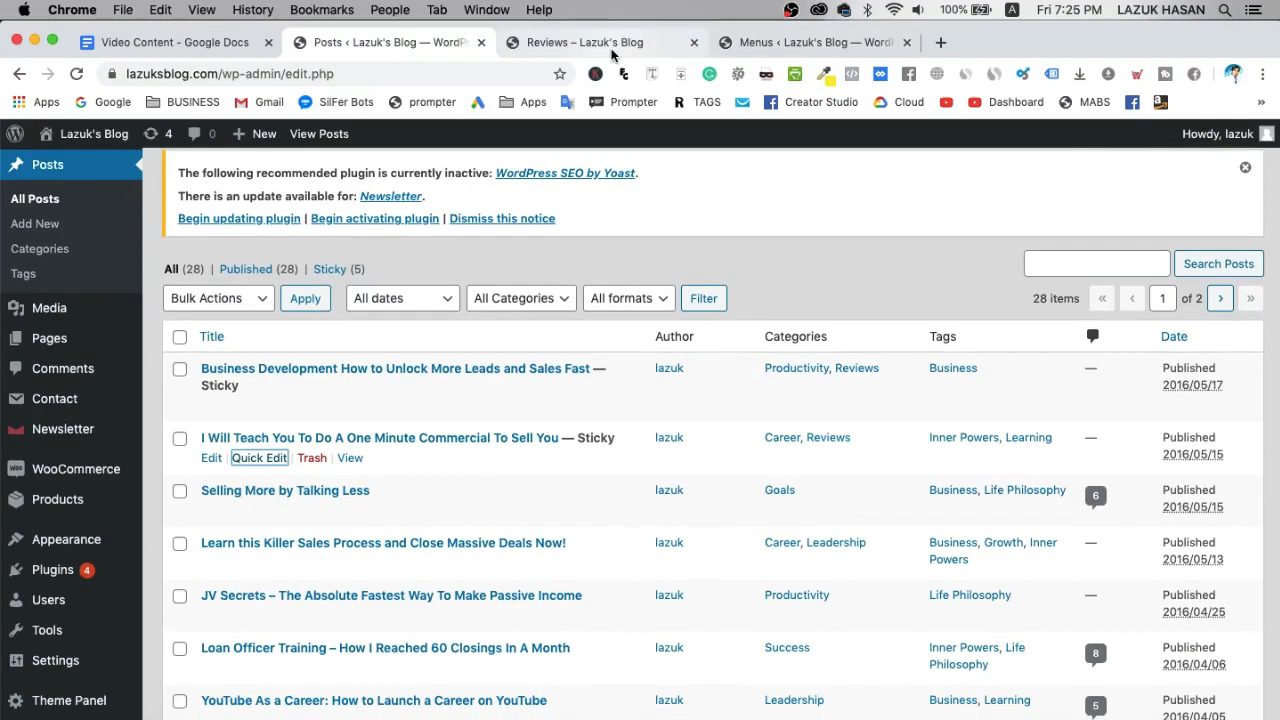 Chrome File Edit View History Bookmarks People Tab Window Help 100% A Fri 7:25 PM LAZUK HASAN
Video Content - Google Docs Posts ‹ Lazuk's Blog — WordP Reviews – Lazuk's Blog Menus ‹ Lazuk's Blog — Word
lazuksblog.com/wp-admin/edit.php
Apps Google BUSINESS Gmail SilFer Bots prompter Apps Prompter R TAGS Creator Studio Cloud Dashboard MABS »
Lazuk's Blog 4 0 New View Posts Howdy, lazuk
Posts
All Posts
Add New
Categories
Tags
Media
Pages
Comments
Contact
Newsletter
WooCommerce
Products
Appearance
Plugins 4
Users
Tools
Settings
Theme Panel
The following recommended plugin is currently inactive: WordPress SEO by Yoast.
There is an update available for: Newsletter.
Begin updating plugin | Begin activating plugin | Dismiss this notice
All (28) | Published (28) | Sticky (5)
Search Posts
Bulk Actions Apply All dates All Categories All formats Filter 28 items « ‹ 1 of 2 › »
Title Author Categories Tags Date
Business Development How to Unlock More Leads and Sales Fast — lazuk Productivity, Reviews Business — Published
Sticky 2016/05/17
I Will Teach You To Do A One Minute Commercial To Sell You — Sticky lazuk Career, Reviews Inner Powers, Learning — Published
Edit | Quick Edit | Trash | View 2016/05/15
Selling More by Talking Less lazuk Goals Business, Life Philosophy 6 Published
2016/05/15
Learn this Killer Sales Process and Close Massive Deals Now! lazuk Career, Leadership Business, Growth, Inner — Published
Powers 2016/05/13
JV Secrets – The Absolute Fastest Way To Make Passive Income lazuk Productivity Life Philosophy — Published
2016/04/25
Loan Officer Training – How I Reached 60 Closings In A Month lazuk Success Inner Powers, Life 8 Published
Philosophy 2016/04/06
YouTube As a Career: How to Launch a Career on YouTube lazuk Leadership Business, Learning 5 Published
2016/04/05